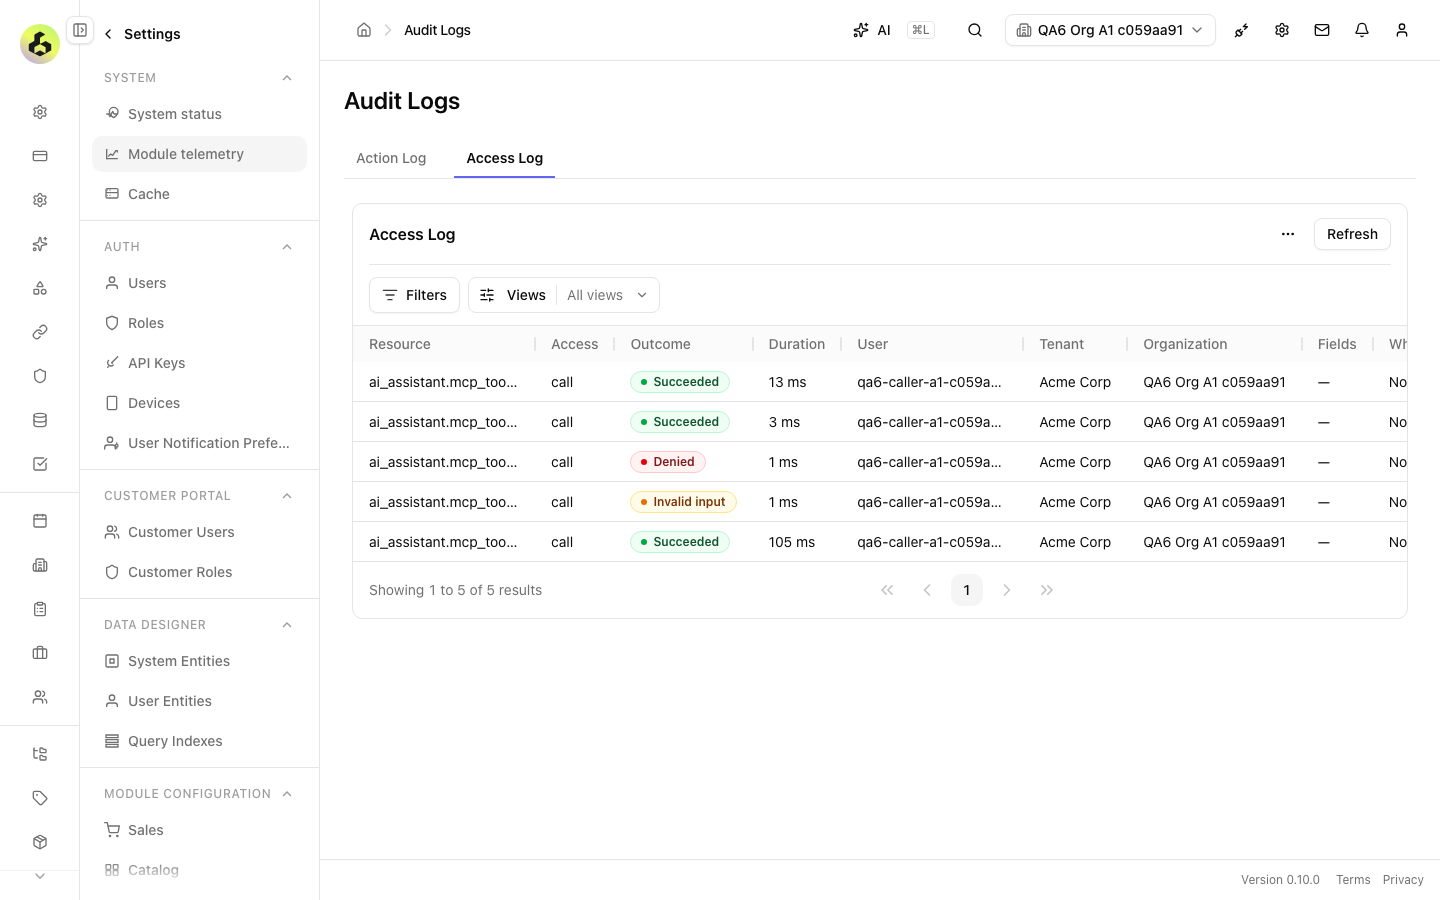 Settings
SYSTEM
System status
Module telemetry
Cache
AUTH
Users
Roles
API Keys
Devices
User Notification Prefe...
CUSTOMER PORTAL
Customer Users
Customer Roles
DATA DESIGNER
System Entities
User Entities
Query Indexes
MODULE CONFIGURATION
Sales
Catalog
Audit Logs
AI ⌘L
QA6 Org A1 c059aa91
Audit Logs
Action Log
Access Log
Access Log
Refresh
Filters
Views All views
Resource Access Outcome Duration User Tenant Organization Fields Wh
ai_assistant.mcp_too... call Succeeded 13 ms qa6-caller-a1-c059a... Acme Corp QA6 Org A1 c059aa91 — No
ai_assistant.mcp_too... call Succeeded 3 ms qa6-caller-a1-c059a... Acme Corp QA6 Org A1 c059aa91 — No
ai_assistant.mcp_too... call Denied 1 ms qa6-caller-a1-c059a... Acme Corp QA6 Org A1 c059aa91 — No
ai_assistant.mcp_too... call Invalid input 1 ms qa6-caller-a1-c059a... Acme Corp QA6 Org A1 c059aa91 — No
ai_assistant.mcp_too... call Succeeded 105 ms qa6-caller-a1-c059a... Acme Corp QA6 Org A1 c059aa91 — No
Showing 1 to 5 of 5 results
1
Version 0.10.0 Terms Privacy